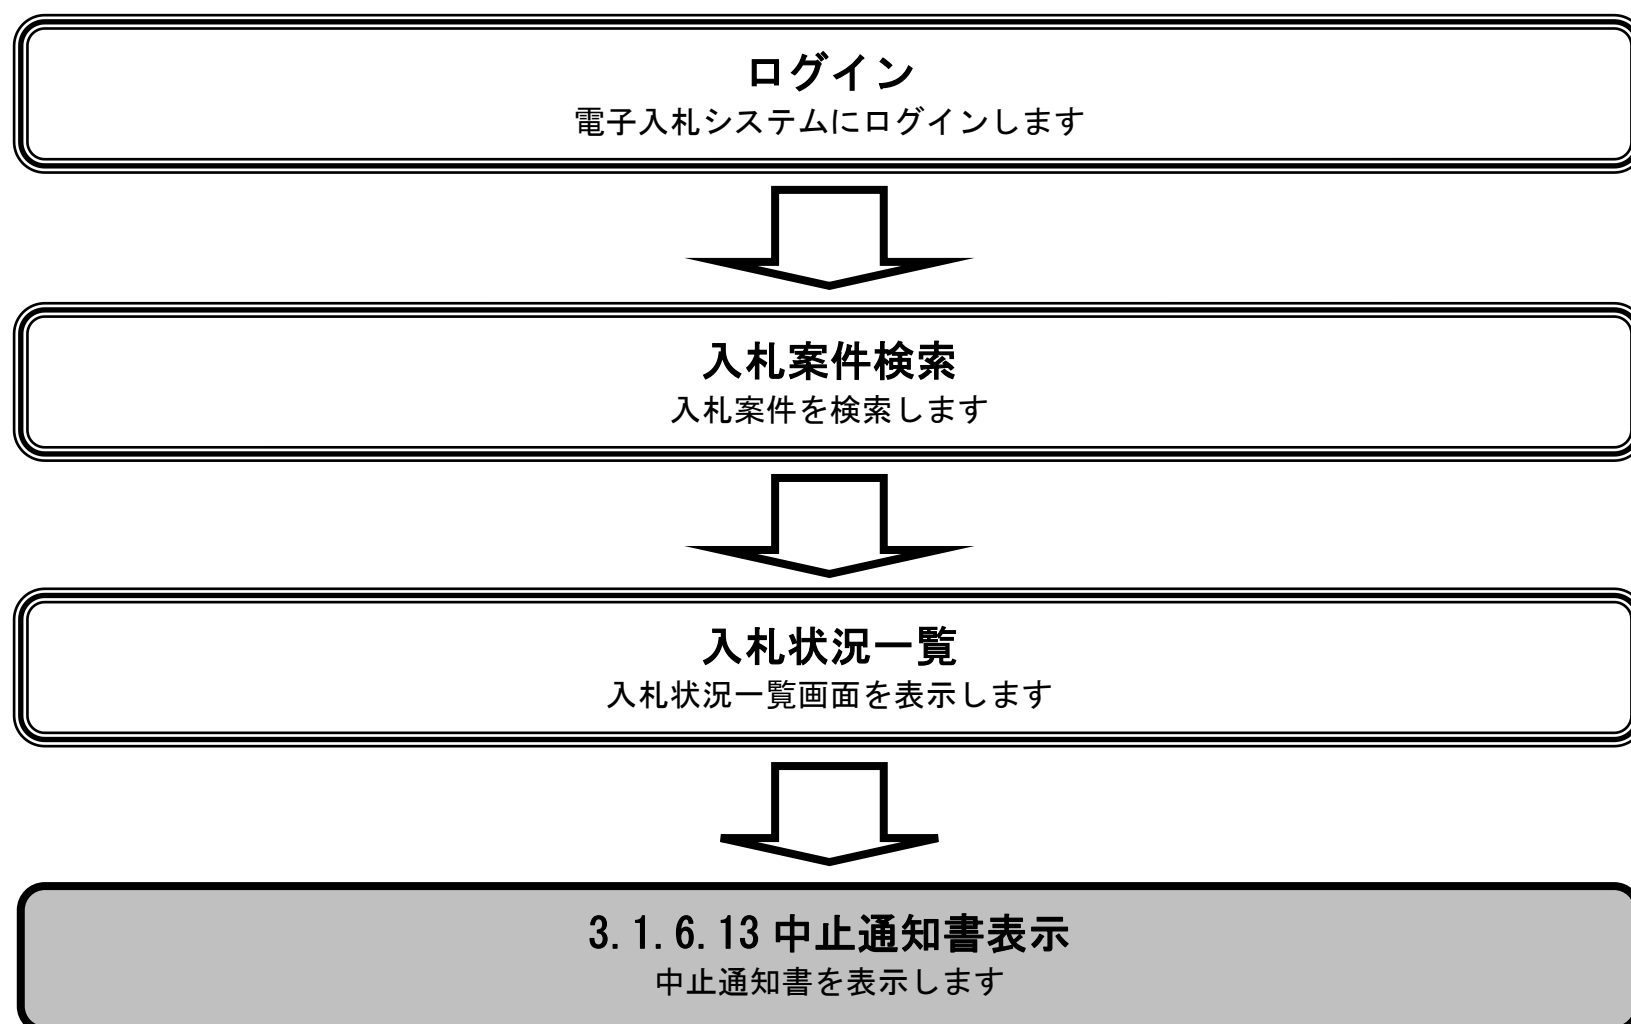 ログイン
電子入札システムにログインします
入札案件検索
入札案件を検索します
入札状況一覧
入札状況一覧画面を表示します
3.1.6.13 中止通知書表示
中止通知書を表示します